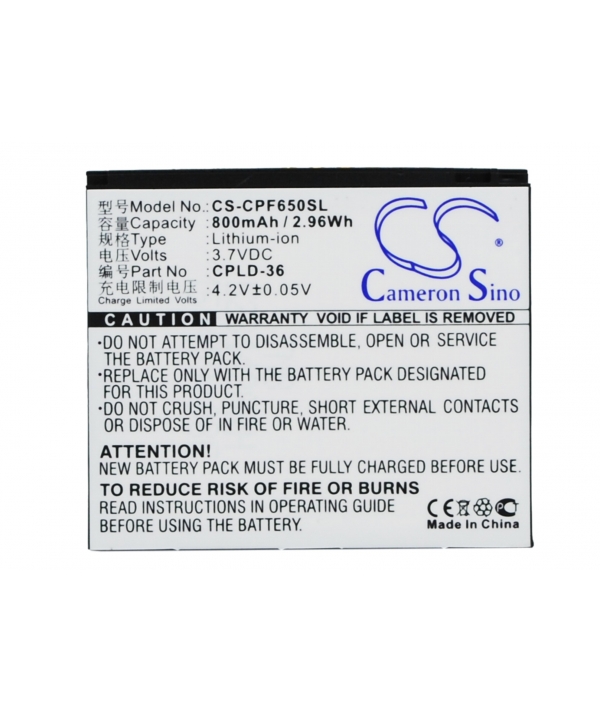 型号Model No.: CS-CPF650SL
容量Capacity: 800mAh / 2.96Wh
规格Type: Lithium-ion
电压Volts: 3.7VDC
编号Part No.: CPLD-36
充电限制电压: 4.2V±0.05V
Charge Limited Volts
CS
Cameron Sino
CAUTION WARRANTY VOID IF LABEL IS REMOVED
•DO NOT ATTEMPT TO DISASSEMBLE, OPEN OR SERVICE
THE BATTERY PACK.
•REPLACE ONLY WITH THE BATTERY PACK DESIGNATED
FOR THIS PRODUCT.
•DO NOT CRUSH, PUNCTURE, SHORT EXTERNAL CONTACTS OR
DISPOSE OF IN FIRE OR WATER.
ATTENTION!
NEW BATTERY PACK MUST BE FULLY CHARGED BEFORE USE.
TO REDUCE RISK OF FIRE OR BURNS
READ INSTRUCTIONS IN OPERATING MANUAL BEFORE USE.
CE
Made In China